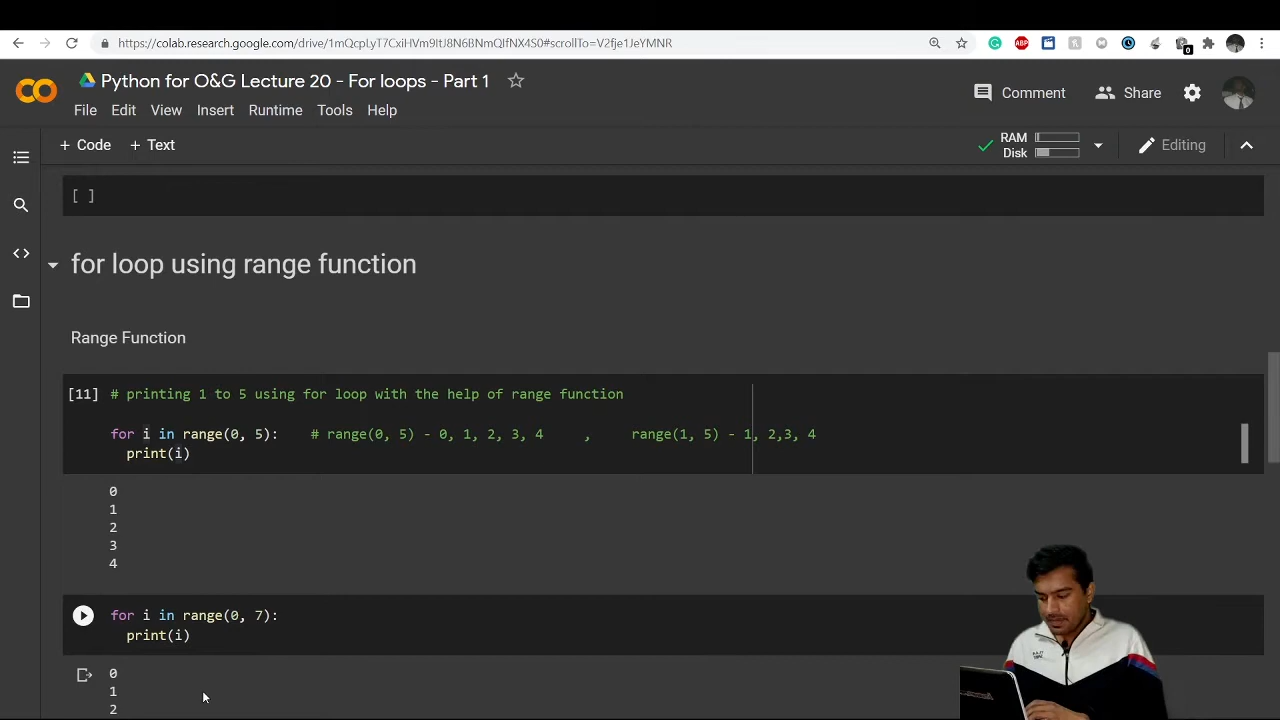 https://colab.research.google.com/drive/1mQcpLvT7CxiHVm9ItJ8N6BNmQIfNX4S0#scrollTo=V2fje1JeYMNR
Python for O&G Lecture 20 - For loops - Part 1
Comment
Share
File Edit View Insert Runtime Tools Help
+ Code + Text
RAM
Disk
Editing
[ ]
for loop using range function
Range Function
[11] # printing 1 to 5 using for loop with the help of range function
for i in range(0, 5): # range(0, 5) - 0, 1, 2, 3, 4 , range(1, 5) - 1, 2,3, 4
print(i)
0
1
2
3
4
for i in range(0, 7):
print(i)
0
1
2